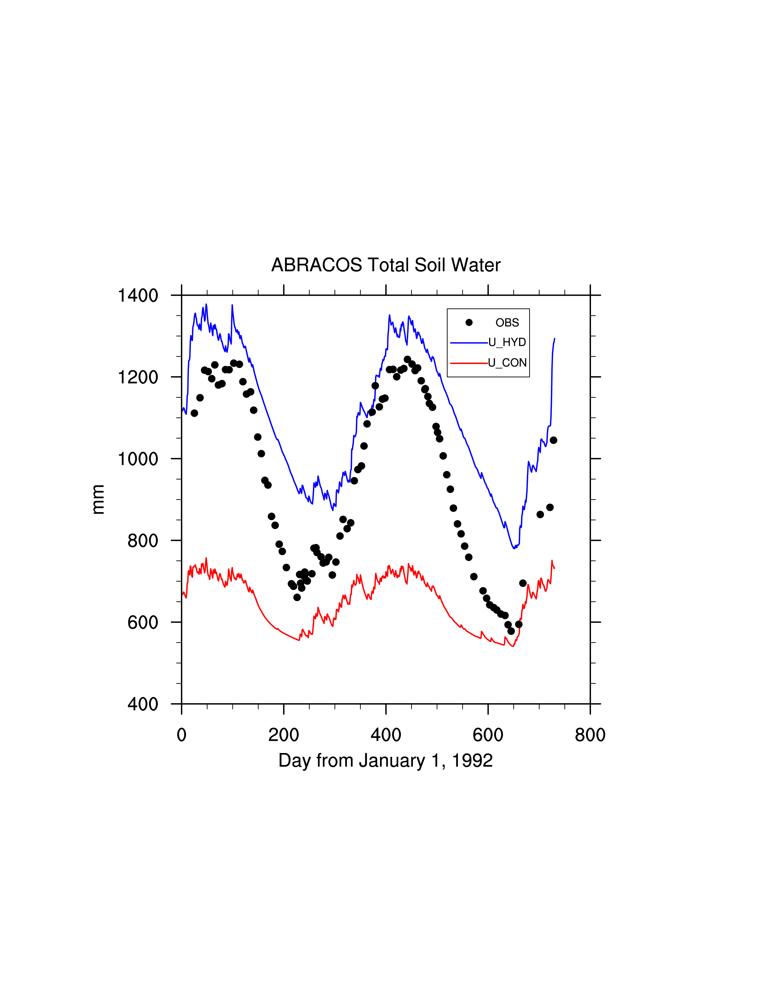 ABRACOS Total Soil Water
1400
1200
1000
800
600
400
mm
OBS
U_HYD
U_CON
0 200 400 600 800
Day from January 1, 1992